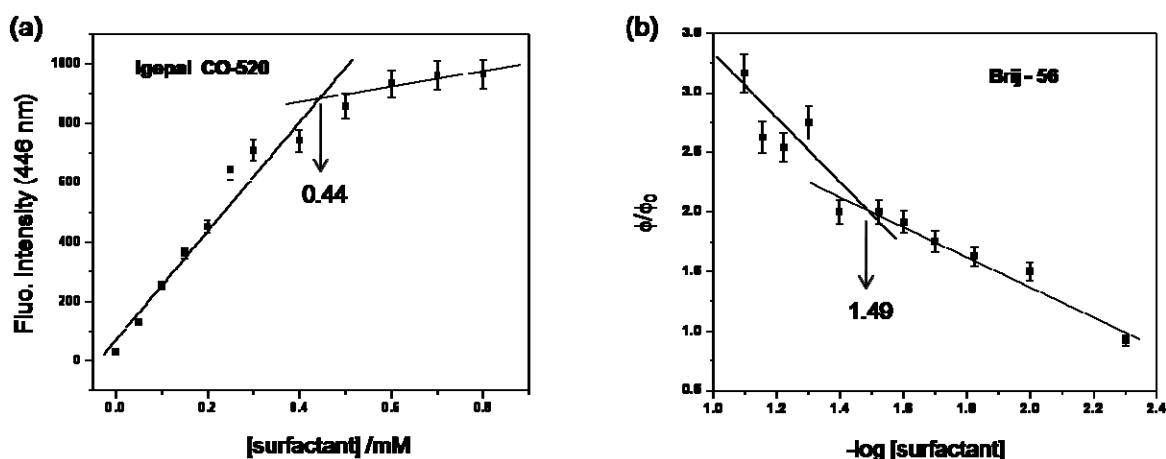 (a)
Igepal CO-520
Fluo. Intensity (446 nm)
1000
800
600
400
200
0
0.44
0.0 0.2 0.4 0.6 0.8
[surfactant] /mM
(b)
Brij - 56
ϕ/ϕ0
3.5
3.0
2.5
2.0
1.5
1.0
0.5
1.49
1.0 1.2 1.4 1.6 1.8 2.0 2.2 2.4
-log [surfactant]